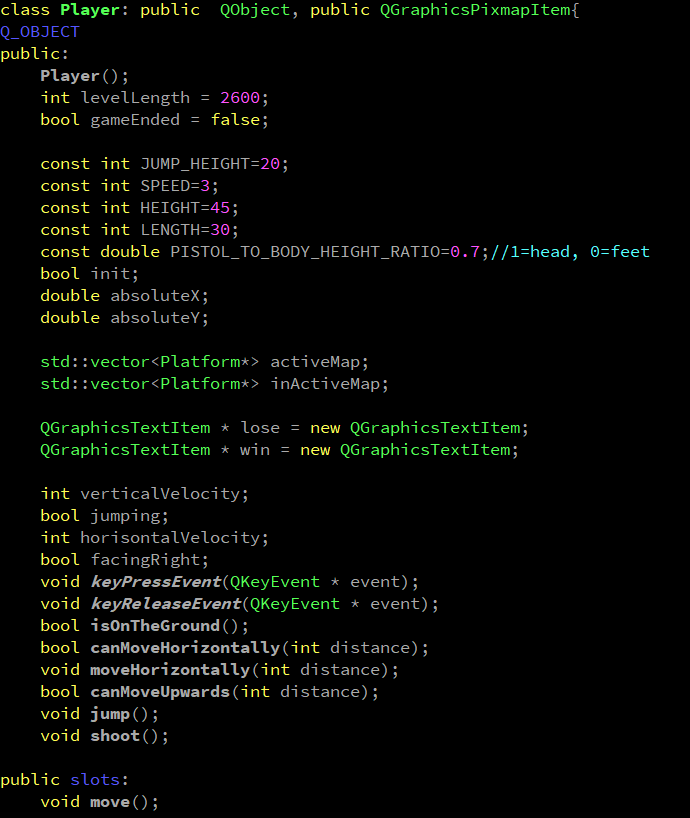 class Player: public  QObject, public QGraphicsPixmapItem{
Q_OBJECT
public:
    Player();
    int levelLength = 2600;
    bool gameEnded = false;

    const int JUMP_HEIGHT=20;
    const int SPEED=3;
    const int HEIGHT=45;
    const int LENGTH=30;
    const double PISTOL_TO_BODY_HEIGHT_RATIO=0.7;//1=head, 0=feet
    bool init;
    double absoluteX;
    double absoluteY;

    std::vector<Platform*> activeMap;
    std::vector<Platform*> inActiveMap;

    QGraphicsTextItem * lose = new QGraphicsTextItem;
    QGraphicsTextItem * win = new QGraphicsTextItem;

    int verticalVelocity;
    bool jumping;
    int horisontalVelocity;
    bool facingRight;
    void keyPressEvent(QKeyEvent * event);
    void keyReleaseEvent(QKeyEvent * event);
    bool isOnTheGround();
    bool canMoveHorizontally(int distance);
    void moveHorizontally(int distance);
    bool canMoveUpwards(int distance);
    void jump();
    void shoot();

public slots:
    void move();